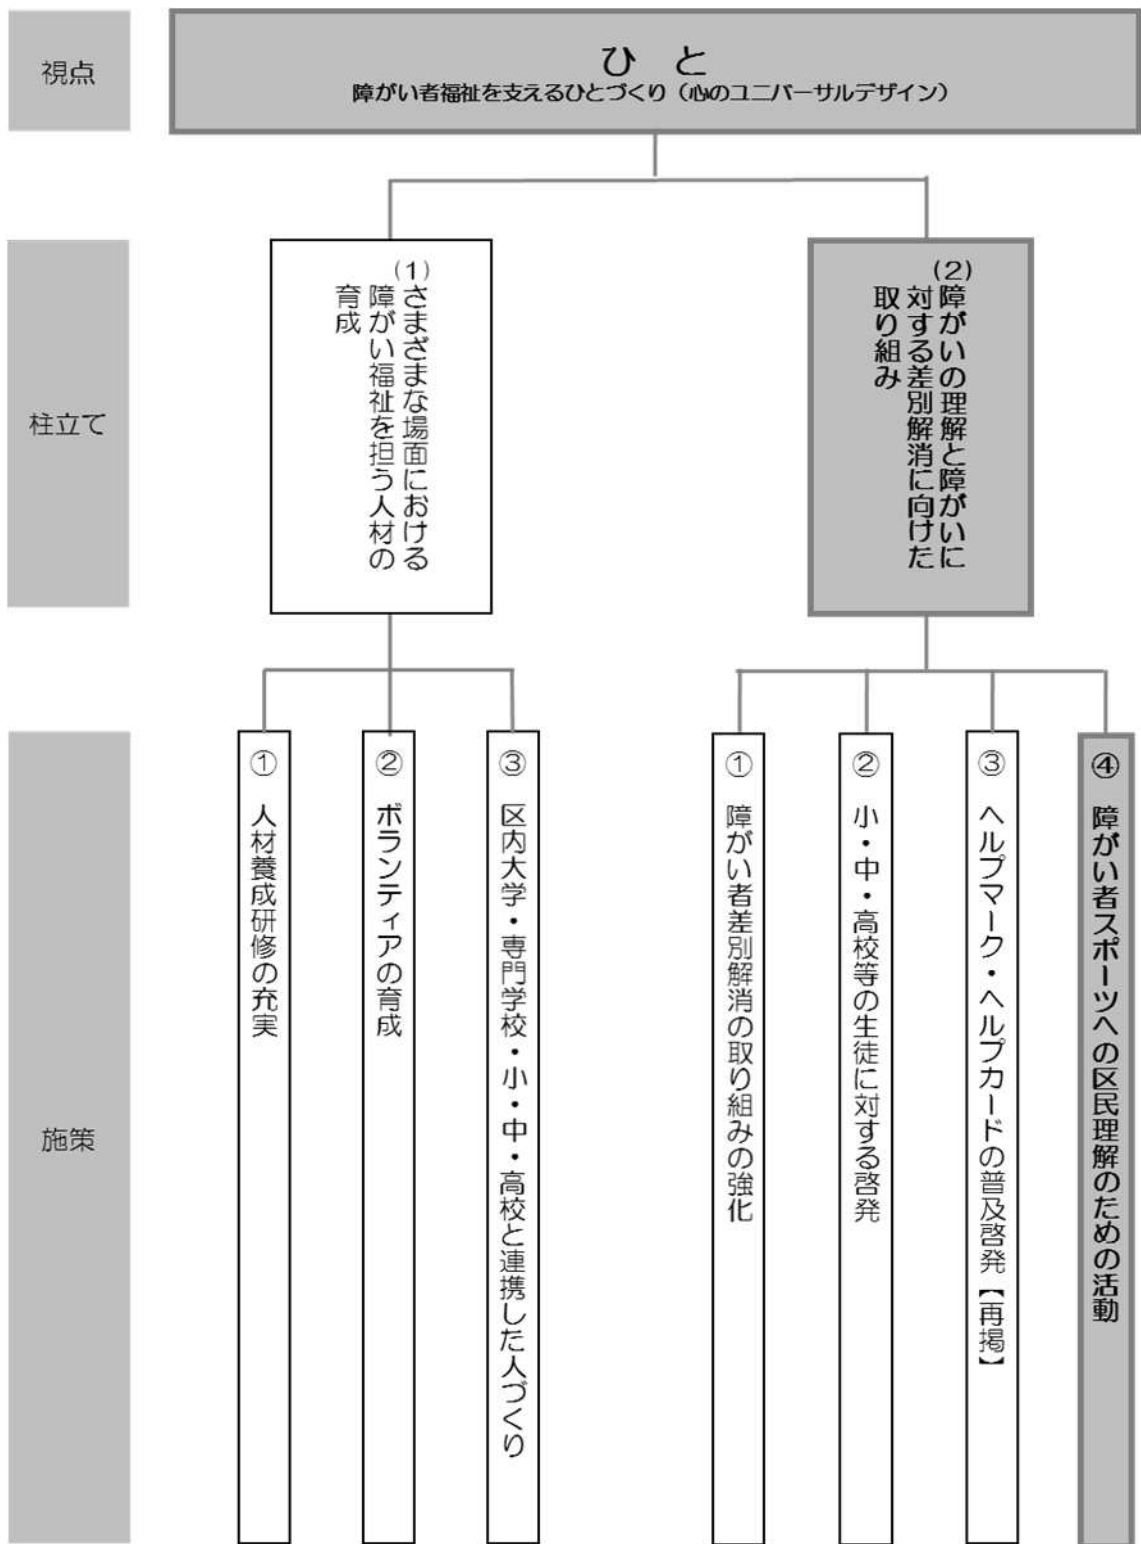 視点
ひ と
障がい者福祉を支えるひとづくり（心のユニバーサルデザイン）
柱立て
(1)さまざまな場面における
障がい福祉を担う人材の
育成
(2)障がいの理解と障がいに
対する差別解消に向けた
取り組み
施策
① 人材養成研修の充実
② ボランティアの育成
③ 区内大学・専門学校・小・中・高校と連携した人づくり
① 障がい者差別解消の取り組みの強化
② 小・中・高校等の生徒に対する啓発
③ ヘルプマーク・ヘルプカードの普及啓発【再掲】
④ 障がい者スポーツへの区民理解のための活動